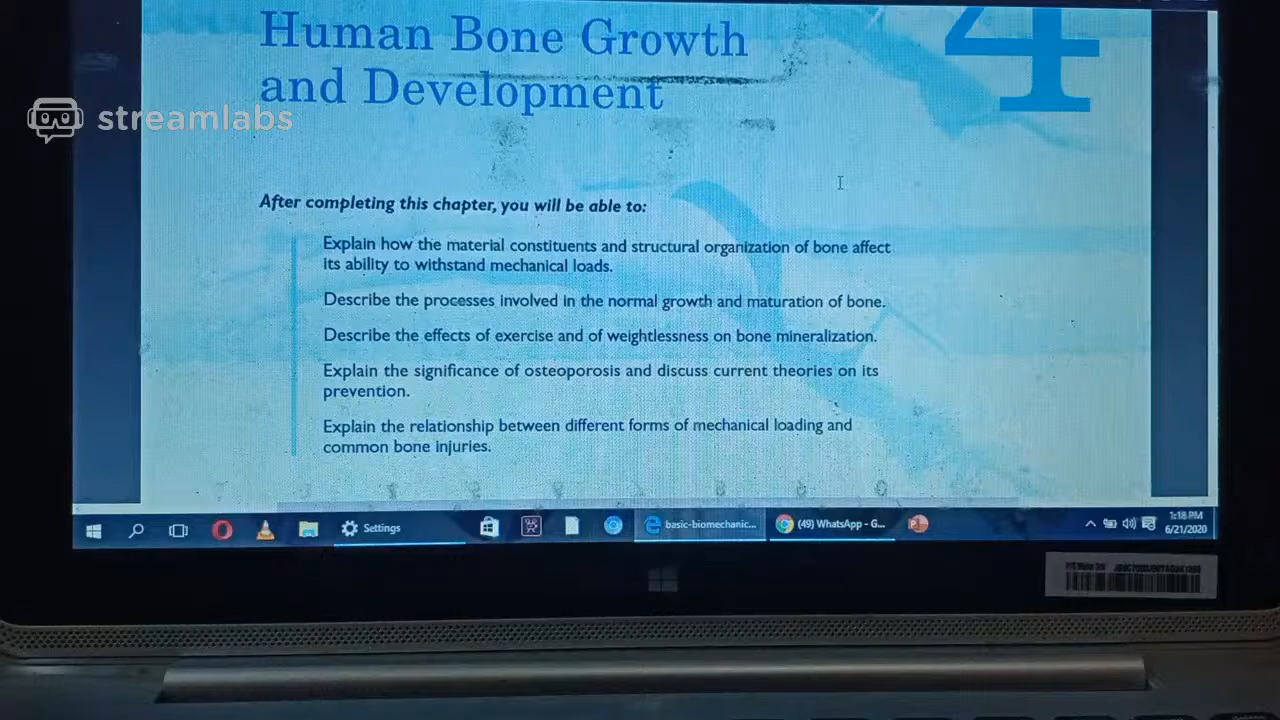 Human Bone Growth
and Development
4
streamlabs
After completing this chapter, you will be able to:
Explain how the material constituents and structural organization of bone affect
its ability to withstand mechanical loads.
Describe the processes involved in the normal growth and maturation of bone.
Describe the effects of exercise and of weightlessness on bone mineralization.
Explain the significance of osteoporosis and discuss current theories on its
prevention.
Explain the relationship between different forms of mechanical loading and
common bone injuries.
Settings
basic-biomechanic...
(49) WhatsApp - G...
1:18 PM
6/21/2020